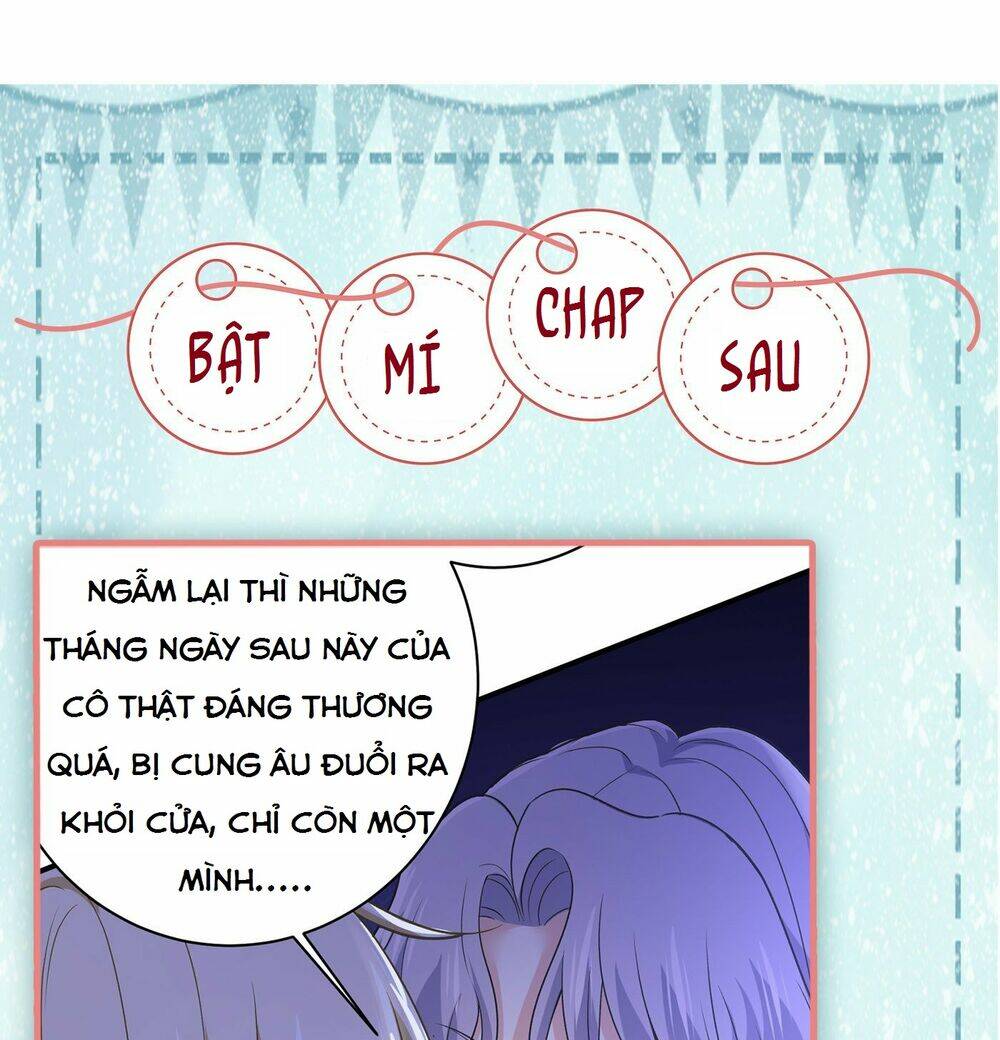 BẬT MÍ CHAP SAU
NGẪM LẠI THÌ NHỮNG
THÁNG NGÀY SAU NÀY CỦA
CÔ THẬT ĐÁNG THƯƠNG
QUÁ, BỊ CUNG ÂU ĐUỔI RA
KHỎI CỬA, CHỈ CÒN MỘT
MÌNH.....